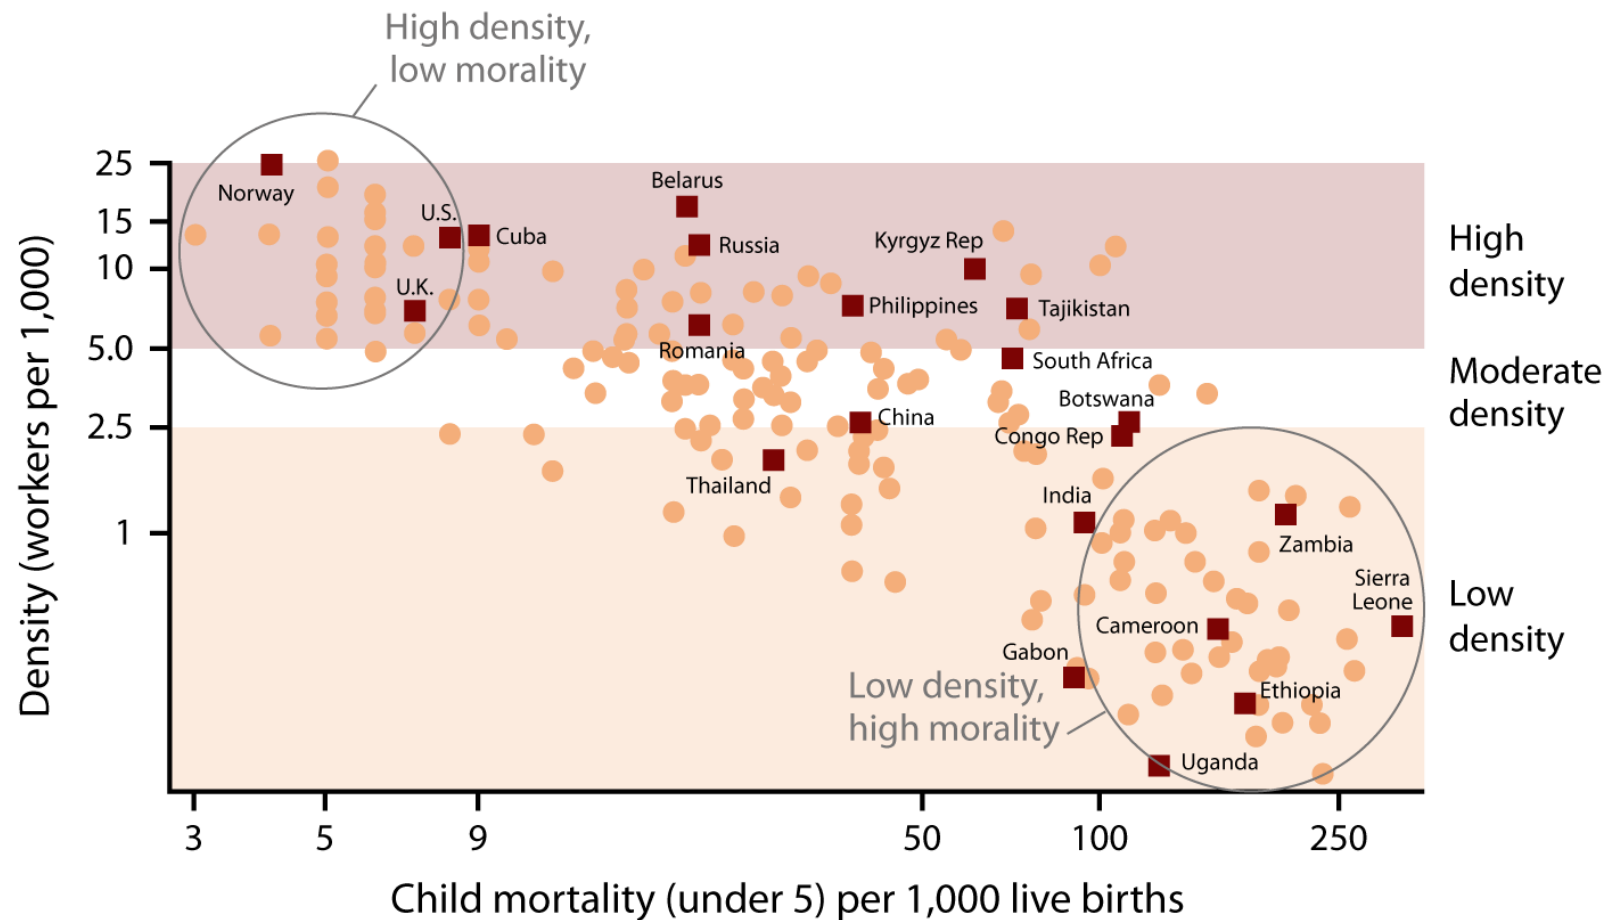 High density,
low morality
25
15
10
5.0
2.5
1
Density (workers per 1,000)
Norway
U.S.
Cuba
U.K.
Belarus
Russia
Romania
Kyrgyz Rep
Philippines
Tajikistan
South Africa
Botswana
Congo Rep
China
Thailand
India
Zambia
Sierra
Leone
Cameroon
Gabon
Ethiopia
Uganda
Low density,
high morality
High
density
Moderate
density
Low
density
3
5
9
50
100
250
Child mortality (under 5) per 1,000 live births